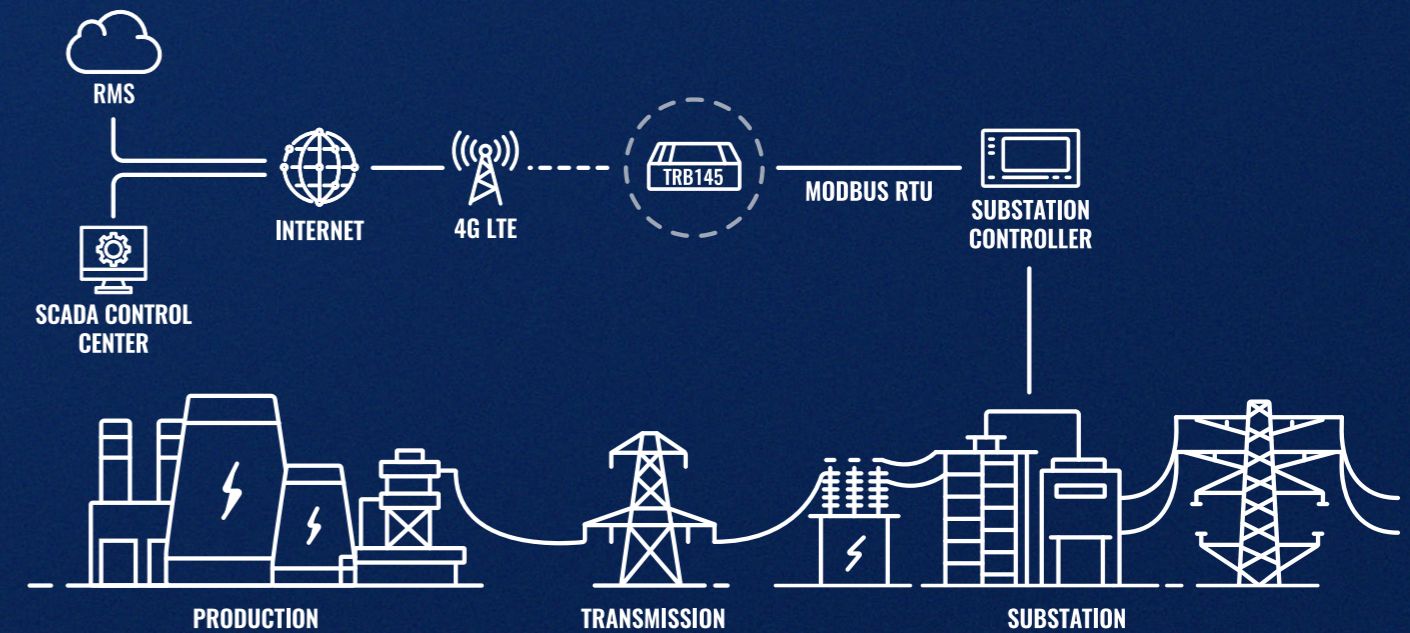 RMS
INTERNET
4G LTE
TRB145
MODBUS RTU
SUBSTATION
CONTROLLER
SCADA CONTROL
CENTER
PRODUCTION
TRANSMISSION
SUBSTATION